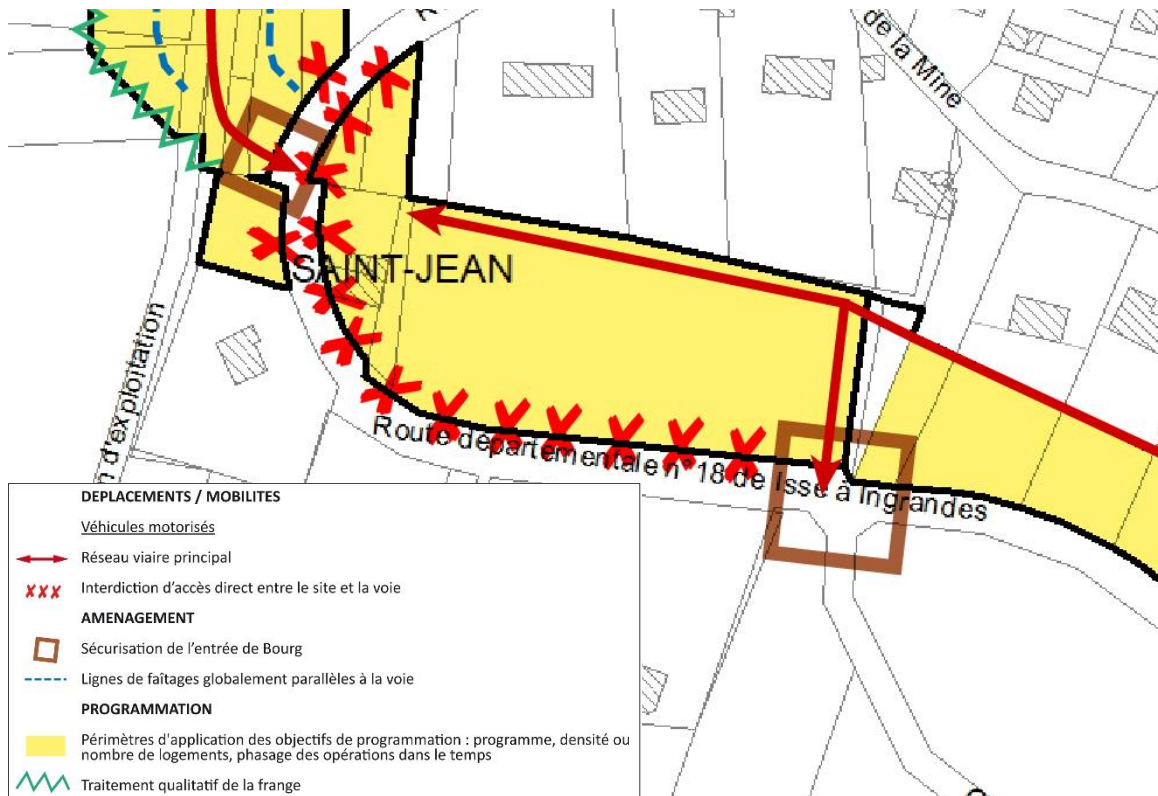 de la Mine
SAINT-JEAN
n d'exploitation
Route départementale n° 18 de Issé à Ingrandes
DEPLACEMENTS / MOBILITES
Véhicules motorisés
Réseau viaire principal
Interdiction d'accès direct entre le site et la voie
AMENAGEMENT
Sécurisation de l'entrée de Bourg
Lignes de faîtages globalement parallèles à la voie
PROGRAMMATION
Périmètres d'application des objectifs de programmation : programme, densité ou
nombre de logements, phasage des opérations dans le temps
Traitement qualitatif de la frange